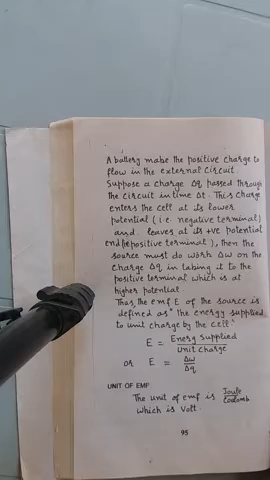 A battery make the positive charge to
flow in the external circuit.
Suppose a charge Δq passed through
the circuit in time Δt. This charge
enters the cell at its lower
potential (i.e. negative terminal)
and leaves at its +ve potential
end (positive terminal), then the
source must do work Δw on the
charge Δq in taking it to the
positive terminal which is at
higher potential.
Thus the emf E of the source is
defined as "the energy supplied
to unit charge by the cell"
E = Energy Supplied / Unit Charge
or E = Δw / Δq
UNIT OF EMF
The unit of emf is Joule / Coulomb
which is Volt.
95